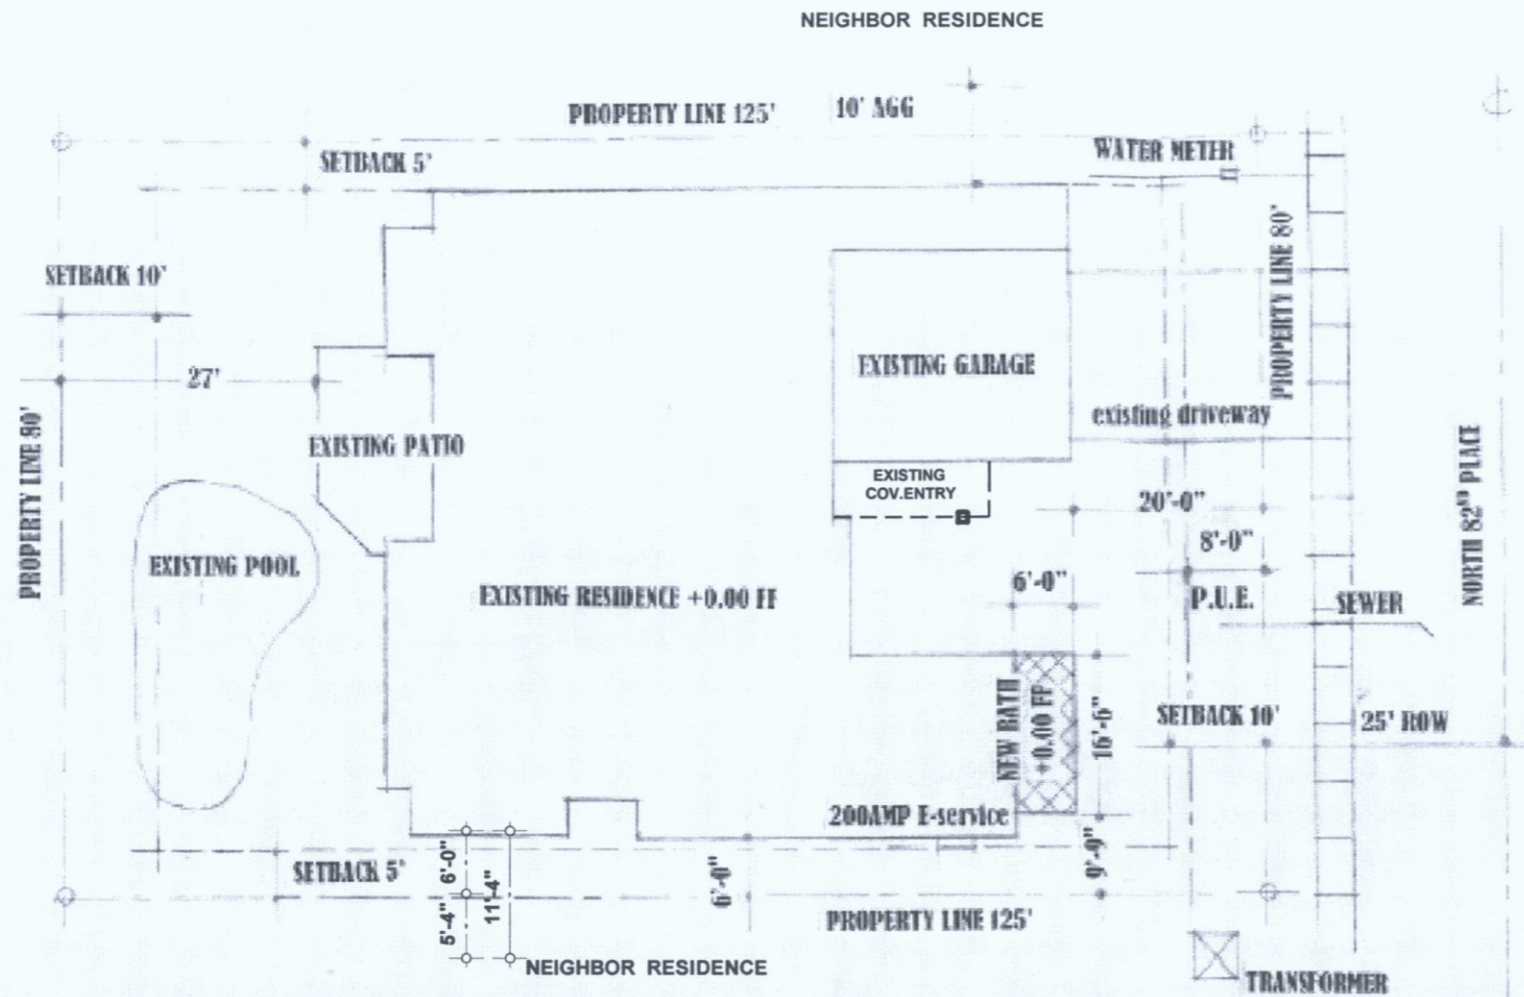 NEIGHBOR RESIDENCE
PROPERTY LINE 125'
10' AGG
SETBACK 5'
WATER METER
SETBACK 10'
PROPERTY LINE 80'
27'
EXISTING GARAGE
existing driveway
EXISTING PATIO
EXISTING
COV.ENTRY
PROPERTY LINE 80'
20'-0"
8'-0"
NORTH 82ND PLACE
EXISTING POOL
EXISTING RESIDENCE +0.00 FF
6'-0"
P.U.E.
SEWER
NEW BATH
+0.00 FF
16'-6"
SETBACK 10'
25' ROW
200AMP E-service
9'-0"
SETBACK 5'
6'-0"
5'-4"
11'-4"
6'-0"
PROPERTY LINE 125'
NEIGHBOR RESIDENCE
TRANSFORMER